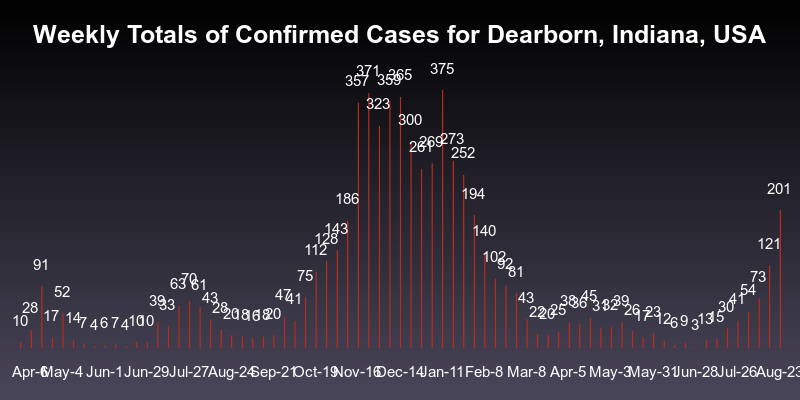 Weekly Totals of Confirmed Cases for Dearborn, Indiana, USA
10 28 91 17 52 14 7 4 6 7 4 10 10 39 33 63 70 61 43 28 20 18 16 18 20 47 41 75 112 128 143 186 357 371 323 359 365 300 261 269 375 273 252 194 140 102 92 81 43 22 20 25 38 36 45 31 32 39 26 17 23 12 6 9 3 13 15 30 41 54 73 121 201
Apr-6 May-4 Jun-1 Jun-29 Jul-27 Aug-24 Sep-21 Oct-19 Nov-16 Dec-14 Jan-11 Feb-8 Mar-8 Apr-5 May-3 May-31 Jun-28 Jul-26 Aug-23